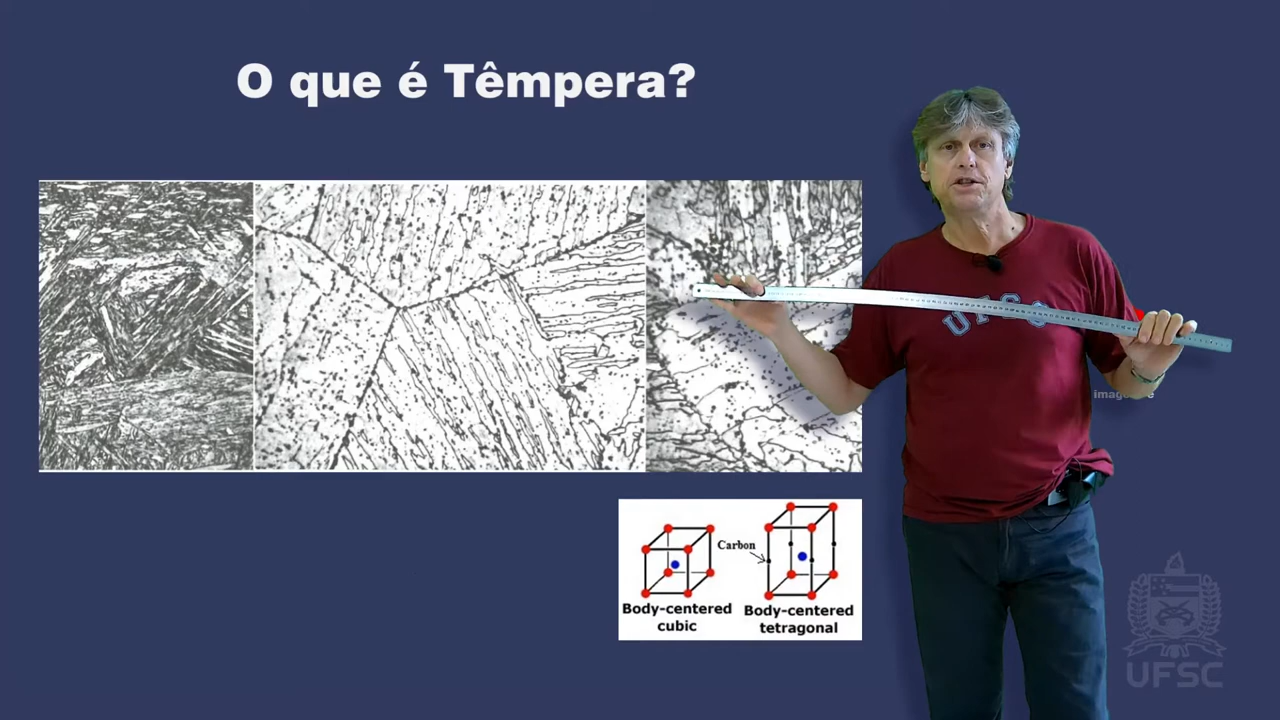 O que é Têmpera?
UFSC
Carbon
Body-centered
cubic
Body-centered
tetragonal
UFSC